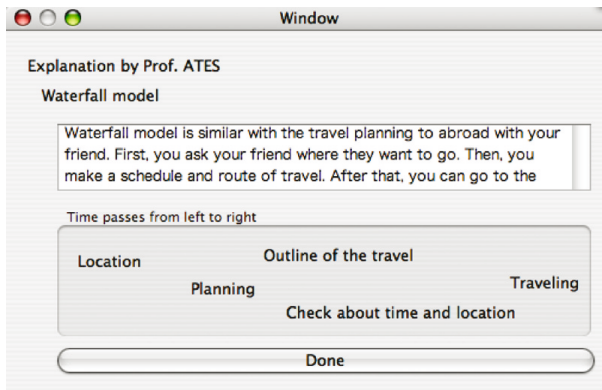 Window
Explanation by Prof. ATES
Waterfall model
Waterfall model is similar with the travel planning to abroad with your
friend. First, you ask your friend where they want to go. Then, you
make a schedule and route of travel. After that, you can go to the
Time passes from left to right
Location
Outline of the travel
Planning
Traveling
Check about time and location
Done